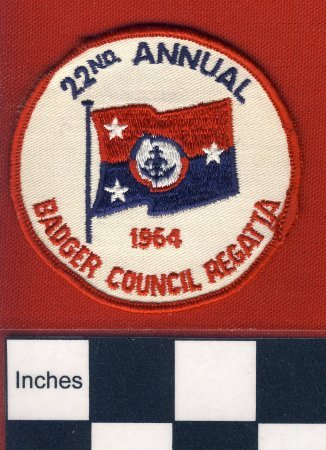 22ND. ANNUAL
1964
BADGER COUNCIL REGATTA
Inches